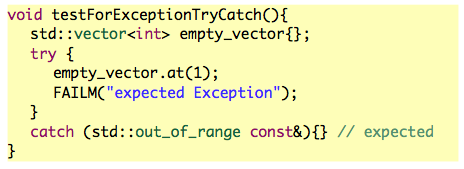 void testForExceptionTryCatch(){
std::vector<int> empty_vector{};
try {
empty_vector.at(1);
FAILM("expected Exception");
}
catch (std::out_of_range const&){} // expected
}